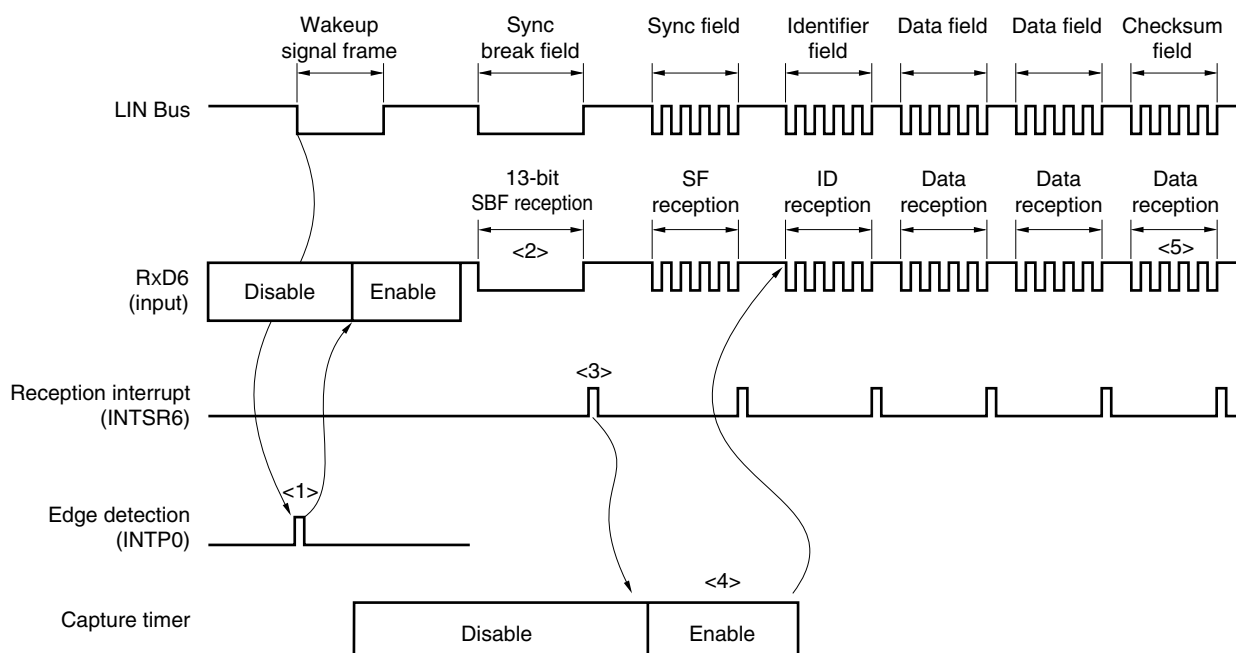 Wakeup
signal frame
Sync
break field
Sync field
Identifier
field
Data field
Data field
Checksum
field
LIN Bus
13-bit
SBF reception
SF
reception
ID
reception
Data
reception
Data
reception
Data
reception
<2>
<5>
RxD6
(input)
Disable
Enable
Reception interrupt
(INTSR6)
<3>
<1>
Edge detection
(INTP0)
<4>
Capture timer
Disable
Enable